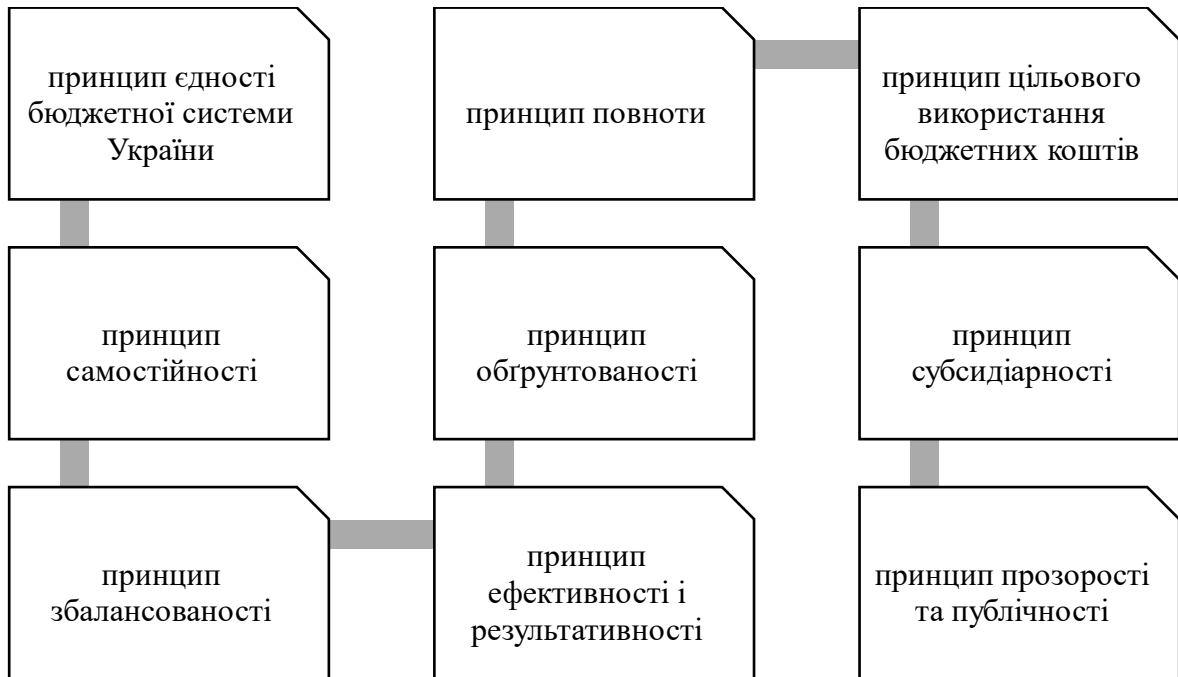 принцип єдності
бюджетної системи
України
принцип
самостійності
принцип
збалансованості
принцип
ефективності і
результативності
принцип
обґрунтованості
принцип повноти
принцип цільового
використання
бюджетних коштів
принцип
субсидіарності
принцип прозорості
та публічності